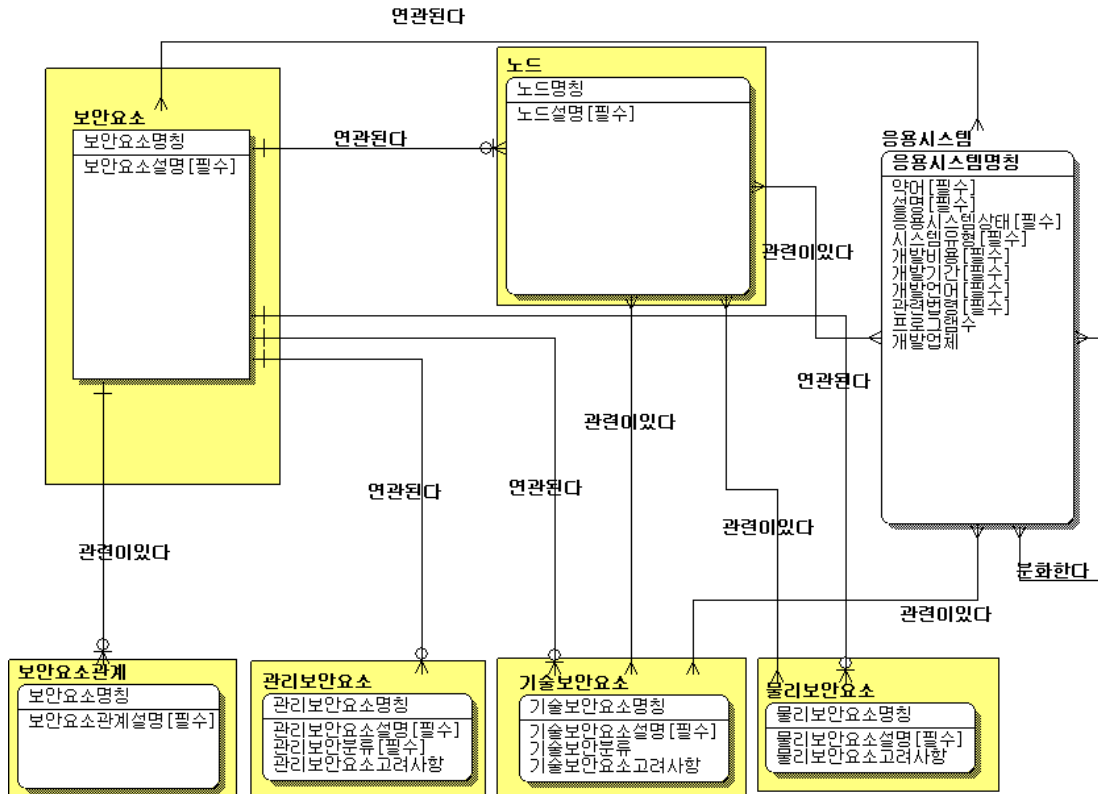 연관된다
노드
노드명칭
노드설명[필수]
보안요소
보안요소명칭
보안요소설명[필수]
연관된다
응용시스템
응용시스템명칭
약어[필수]
설명[필수]
응용시스템상태[필수]
시스템유형[필수]
개발비용[필수]
개발기간[필수]
개발언어[필수]
관련법령[필수]
프로그램수
개발업체
관련이있다
연관된다
관련이있다
연관된다
연관된다
관련이있다
관련이있다
분화한다
관련이있다
보안요소관계
보안요소명칭
보안요소관계설명[필수]
관리보안요소
관리보안요소명칭
관리보안요소설명[필수]
관리보안분류[필수]
관리보안요소고려사항
기술보안요소
기술보안요소명칭
기술보안요소설명[필수]
기술보안분류
기술보안요소고려사항
물리보안요소
물리보안요소명칭
물리보안요소설명[필수]
물리보안요소고려사항